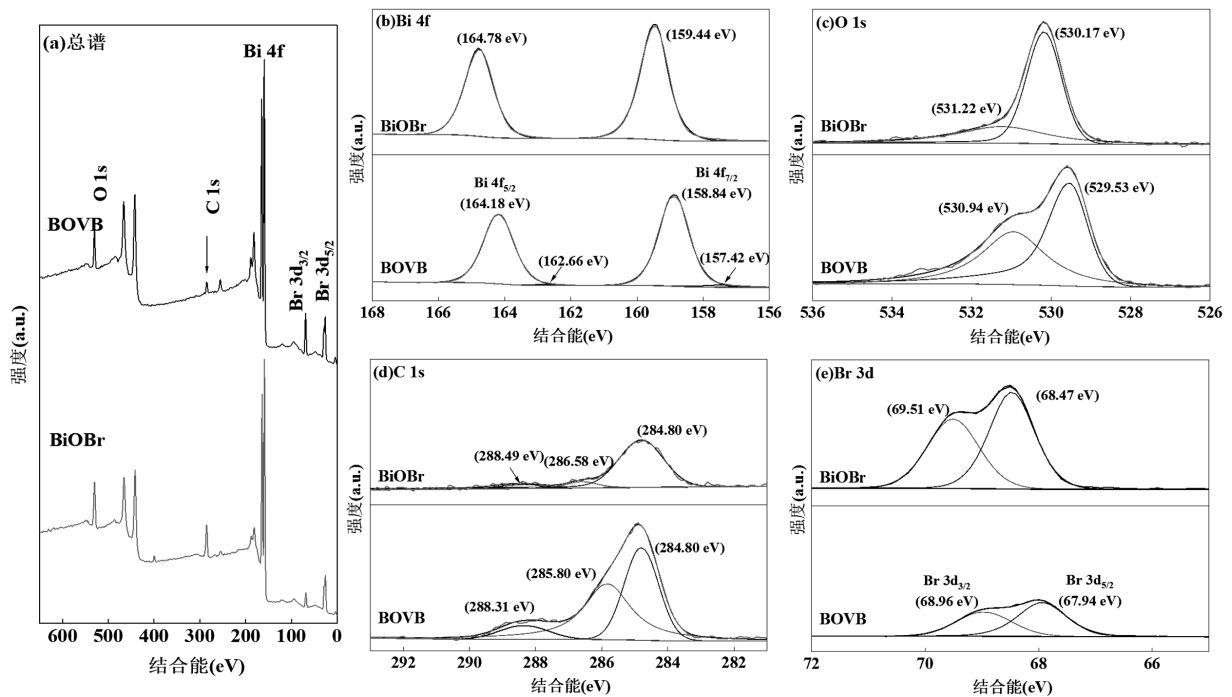 (a)总谱
Bi 4f
O 1s
C 1s
BOVB
Br 3d3/2
Br 3d5/2
BiOBr
强度(a.u.)
600 500 400 300 200 100 0
结合能(eV)
(b)Bi 4f
(164.78 eV)
(159.44 eV)
BiOBr
Bi 4f5/2
(164.18 eV)
Bi 4f7/2
(158.84 eV)
(162.66 eV)
(157.42 eV)
BOVB
强度(a.u.)
168 166 164 162 160 158 156
结合能(eV)
(c)O 1s
(530.17 eV)
(531.22 eV)
BiOBr
(529.53 eV)
(530.94 eV)
BOVB
强度(a.u.)
536 534 532 530 528 526
结合能(eV)
(d)C 1s
(284.80 eV)
(288.49 eV)
(286.58 eV)
BiOBr
(284.80 eV)
(285.80 eV)
(288.31 eV)
BOVB
强度(a.u.)
292 290 288 286 284 282
结合能(eV)
(e)Br 3d
(69.51 eV)
(68.47 eV)
BiOBr
Br 3d3/2
(68.96 eV)
Br 3d5/2
(67.94 eV)
BOVB
强度(a.u.)
72 70 68 66
结合能(eV)